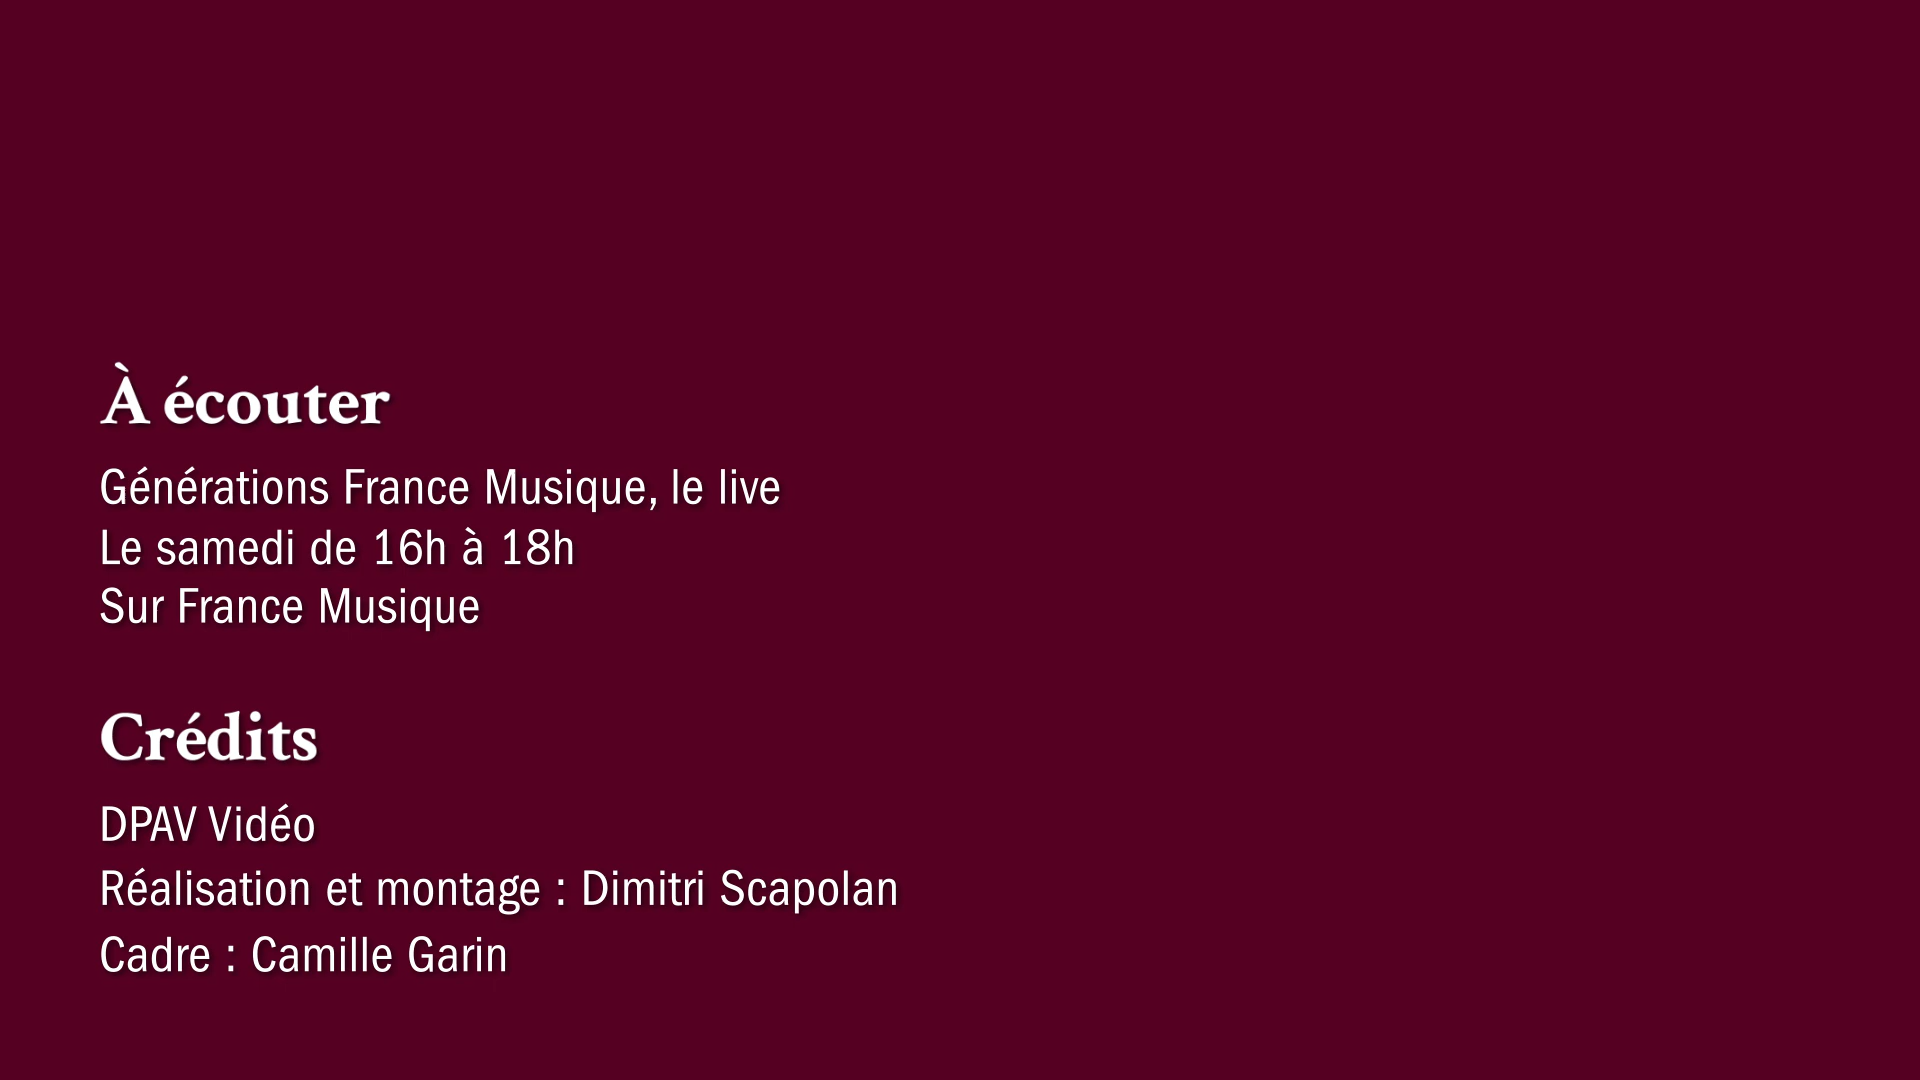 À écouter
Générations France Musique, le live
Le samedi de 16h à 18h
Sur France Musique
Crédits
DPAV Vidéo
Réalisation et montage : Dimitri Scapolan
Cadre : Camille Garin